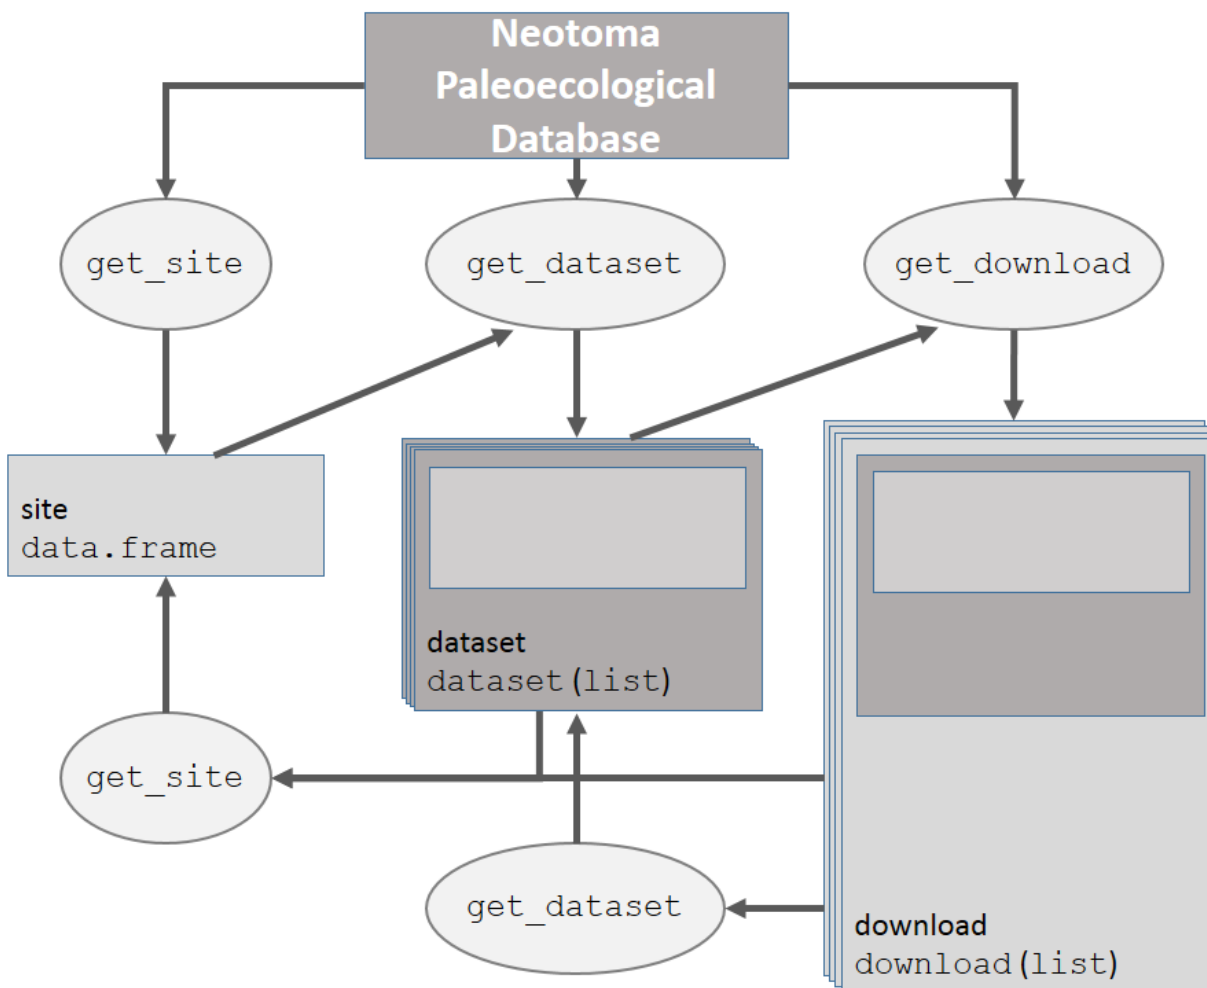 Neotoma
Paleoecological
Database
get_site
get_dataset
get_download
site
data.frame
dataset
dataset (list)
get_site
get_dataset
download
download (list)